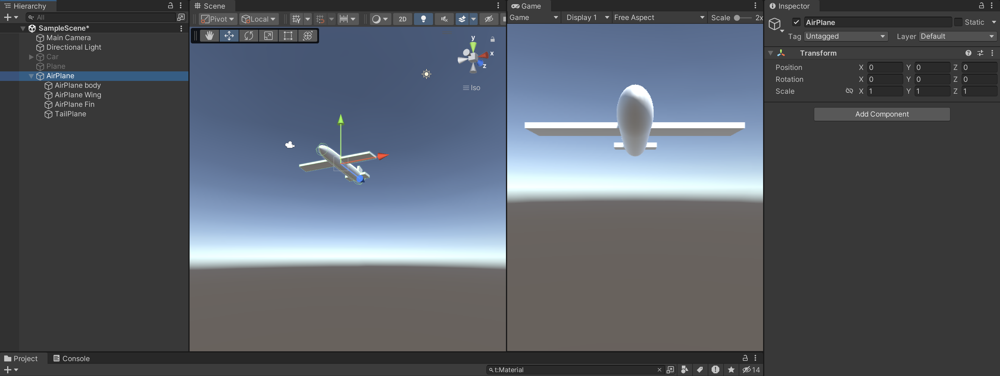 Hierarchy
All
SampleScene*
Main Camera
Directional Light
Car
Plane
AirPlane
AirPlane body
AirPlane Wing
AirPlane Fin
TailPlane
Scene
Pivot Local 2D
y
x
z
Iso
Game
Game Display 1 Free Aspect Scale 2x
Inspector
AirPlane Static
Tag Untagged Layer Default
Transform
Position X 0 Y 0 Z 0
Rotation X 0 Y 0 Z 0
Scale X 1 Y 1 Z 1
Add Component
Project Console
t:Material 14